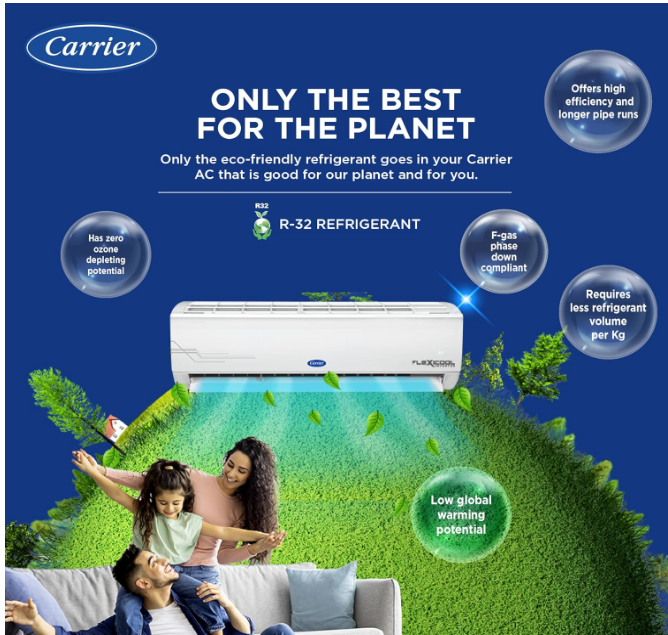 Carrier
ONLY THE BEST
FOR THE PLANET
Only the eco-friendly refrigerant goes in your Carrier
AC that is good for our planet and for you.
R32
R-32 REFRIGERANT
Offers high
efficiency and
longer pipe runs
Has zero
ozone
depleting
potential
F-gas
phase
down
compliant
Requires
less refrigerant
volume
per Kg
Carrier
FLEXICOOL
Low global
warming
potential